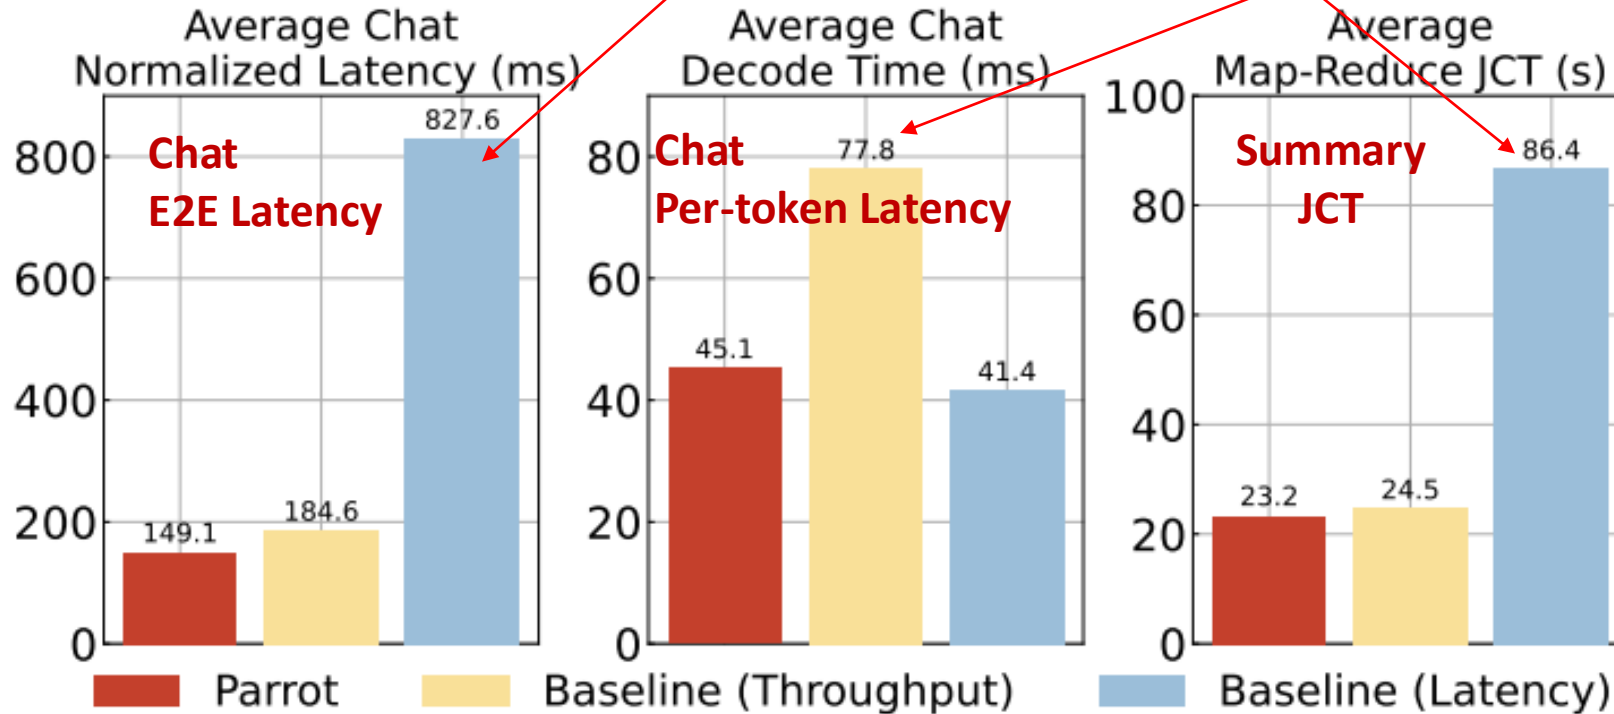 Average Chat
Normalized Latency (ms)
800
600
400
200
0
Chat
E2E Latency
149.1
184.6
827.6
Average Chat
Decode Time (ms)
80
60
40
20
0
Chat
Per-token Latency
45.1
77.8
41.4
Average
Map-Reduce JCT (s)
100
80
60
40
20
0
Summary
JCT
23.2
24.5
86.4
Parrot
Baseline (Throughput)
Baseline (Latency)